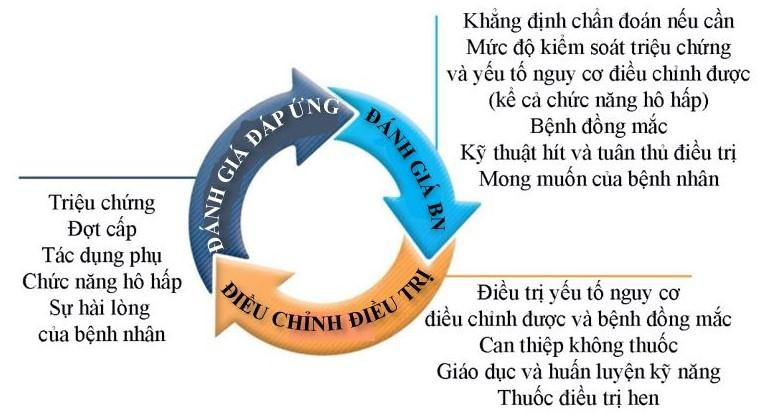 Khẳng định chẩn đoán nếu cần
Mức độ kiểm soát triệu chứng
và yếu tố nguy cơ điều chỉnh được
(kể cả chức năng hô hấp)
Bệnh đồng mắc
Kỹ thuật hít và tuân thủ điều trị
Mong muốn của bệnh nhân
ĐÁNH GIÁ ĐÁP ỨNG
ĐÁNH GIÁ BN
ĐIỀU CHỈNH ĐIỀU TRỊ
Triệu chứng
Đợt cấp
Tác dụng phụ
Chức năng hô hấp
Sự hài lòng
của bệnh nhân
Điều trị yếu tố nguy cơ
điều chỉnh được và bệnh đồng mắc
Can thiệp không thuốc
Giáo dục và huấn luyện kỹ năng
Thuốc điều trị hen